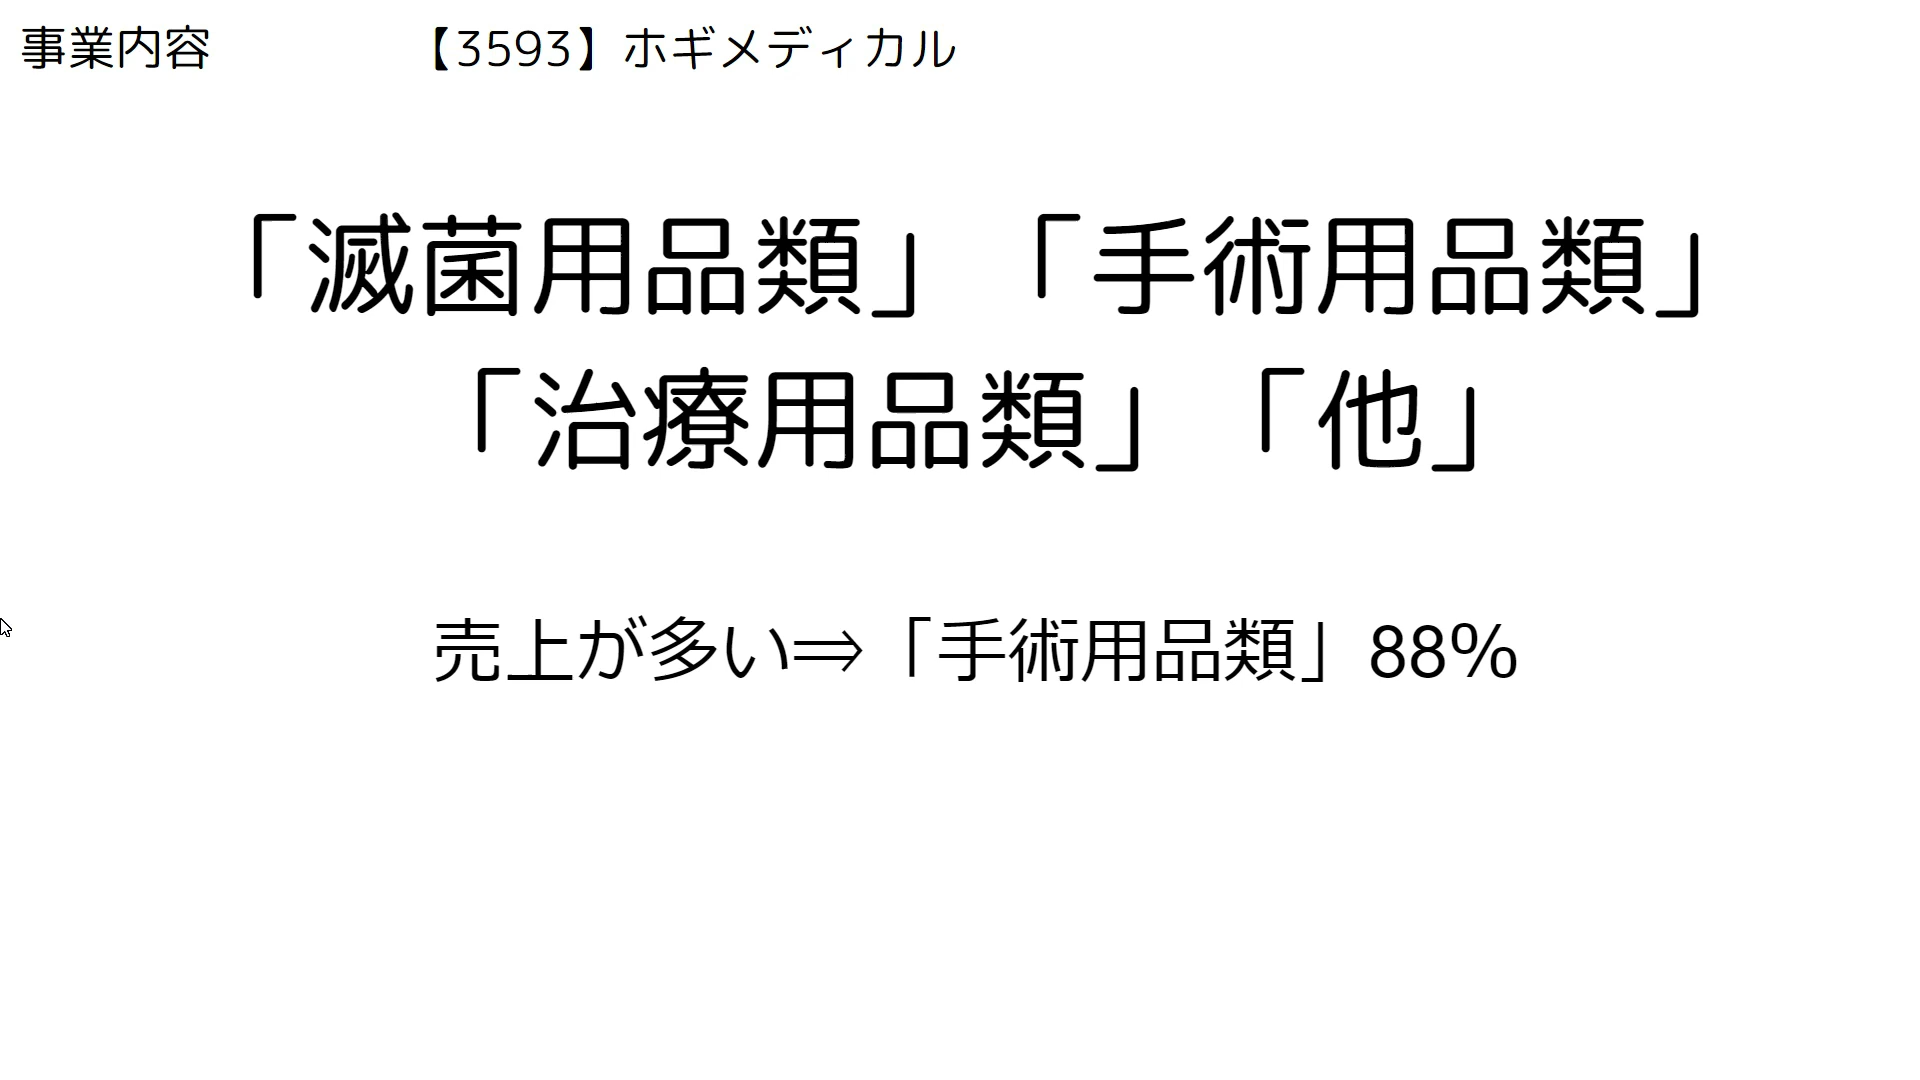 事業内容 【3593】ホギメディカル
「滅菌用品類」「手術用品類」
「治療用品類」「他」
売上が多い⇒「手術用品類」88%